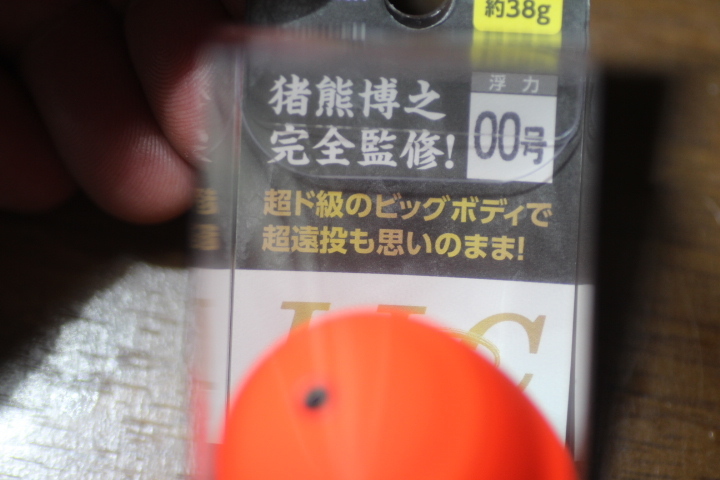 約38g
浮力
猪熊博之
00号
完全監修!
超ド級のビッグボディで
超遠投も思いのまま!